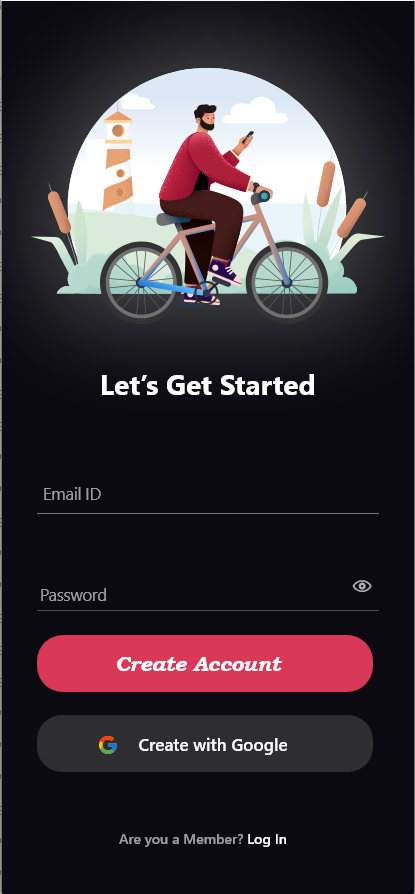 Let's Get Started
Email ID
Password
Create Account
Create with Google
Are you a Member? Log In